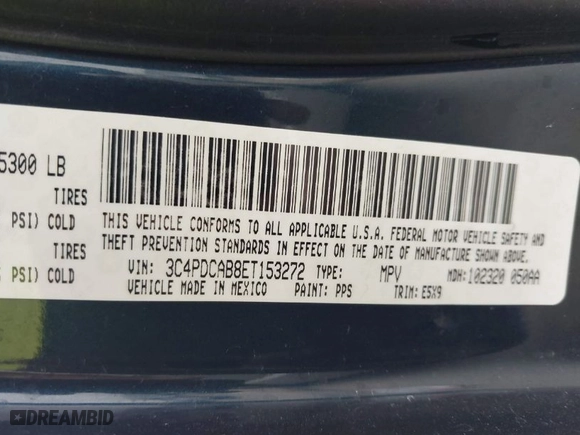 5300 LB
TIRES
PSI) COLD
TIRES
PSI) COLD
THIS VEHICLE CONFORMS TO ALL APPLICABLE U.S.A. FEDERAL MOTOR VEHICLE SAFETY AND
THEFT PREVENTION STANDARDS IN EFFECT ON THE DATE OF MANUFACTURE SHOWN ABOVE.
VIN: 3C4PDCAB8ET153272 TYPE: MPV MDH: 102320 050AA
VEHICLE MADE IN MEXICO PAINT: PPS TRIM: E5X9
DREAMBID